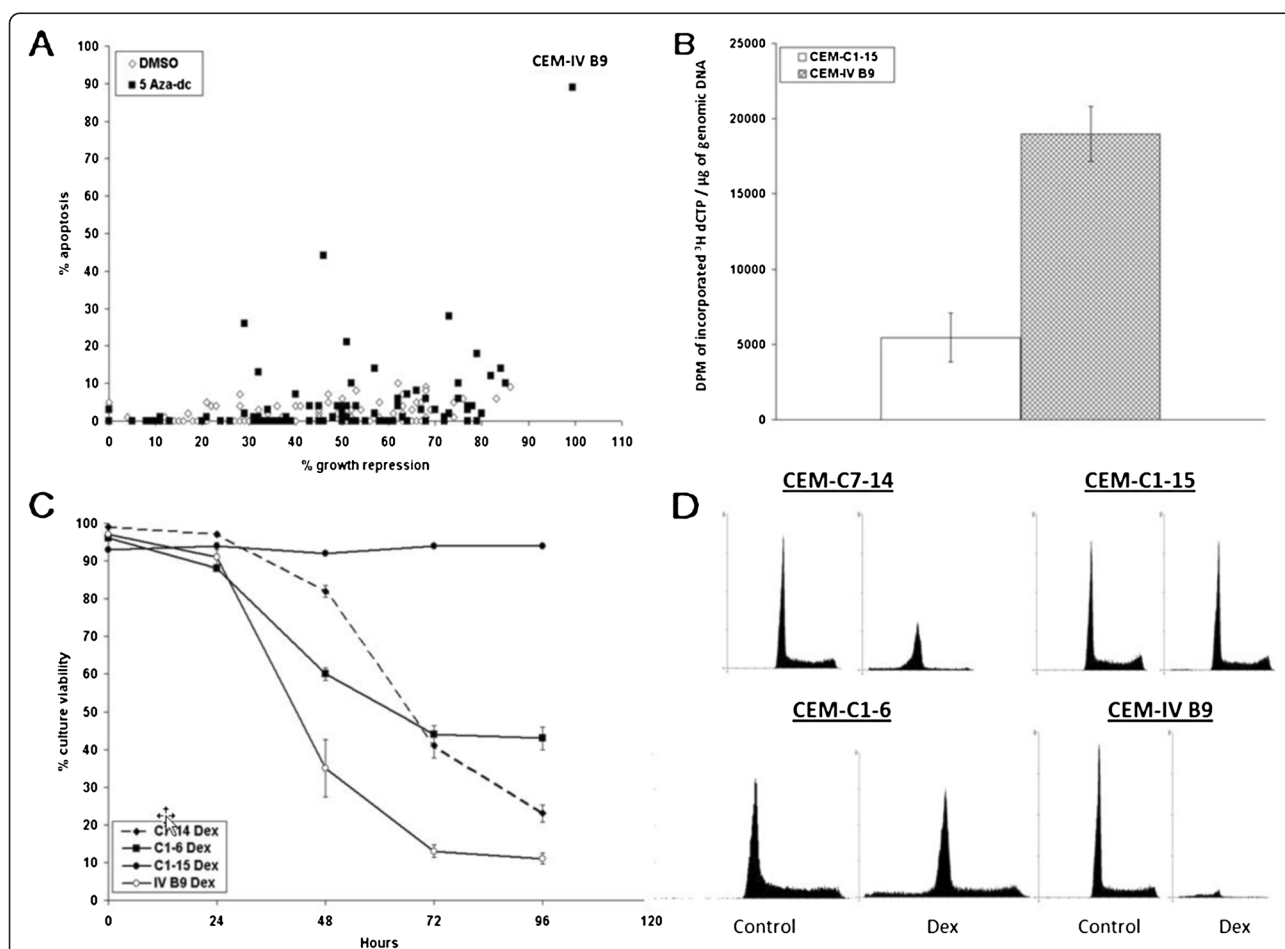 A
DMSO
5 Aza-dc
CEM-IV B9
% apoptosis
100
90
80
70
60
50
40
30
20
10
0
0 10 20 30 40 50 60 70 80 90 100 110
% growth repression
B
CEM-C1-15
CEM-IV B9
DPM of incorporated ³H dCTP / µg of genomic DNA
25000
20000
15000
10000
5000
0
C
% culture viability
100
90
80
70
60
50
40
30
20
10
0
14 Dex
C1-6 Dex
C1-15 Dex
IV B9 Dex
0 24 48 72 96 120
Hours
D
CEM-C7-14
CEM-C1-15
CEM-C1-6
CEM-IV B9
Control Dex Control Dex